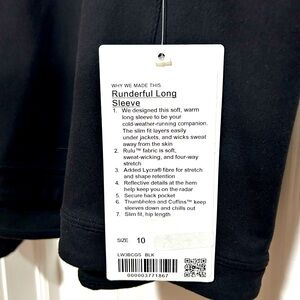 WHY WE MADE THIS
Runderful Long
Sleeve
1. We designed this soft, warm
long sleeve to be your
cold-weather-running companion.
The slim fit layers easily
under jackets, and wicks sweat
away from the skin
2. Rulu™ fabric is soft,
sweat-wicking, and four-way
stretch
3. Added Lycra® fibre for stretch
and shape retention
4. Reflective details at the hem
help keep you on the radar
5. Secure back pocket
6. Thumbholes and Cuffins™ keep
sleeves down and chills out
7. Slim fit, hip length
SIZE 10
LW3BCGS BLK
000003771867